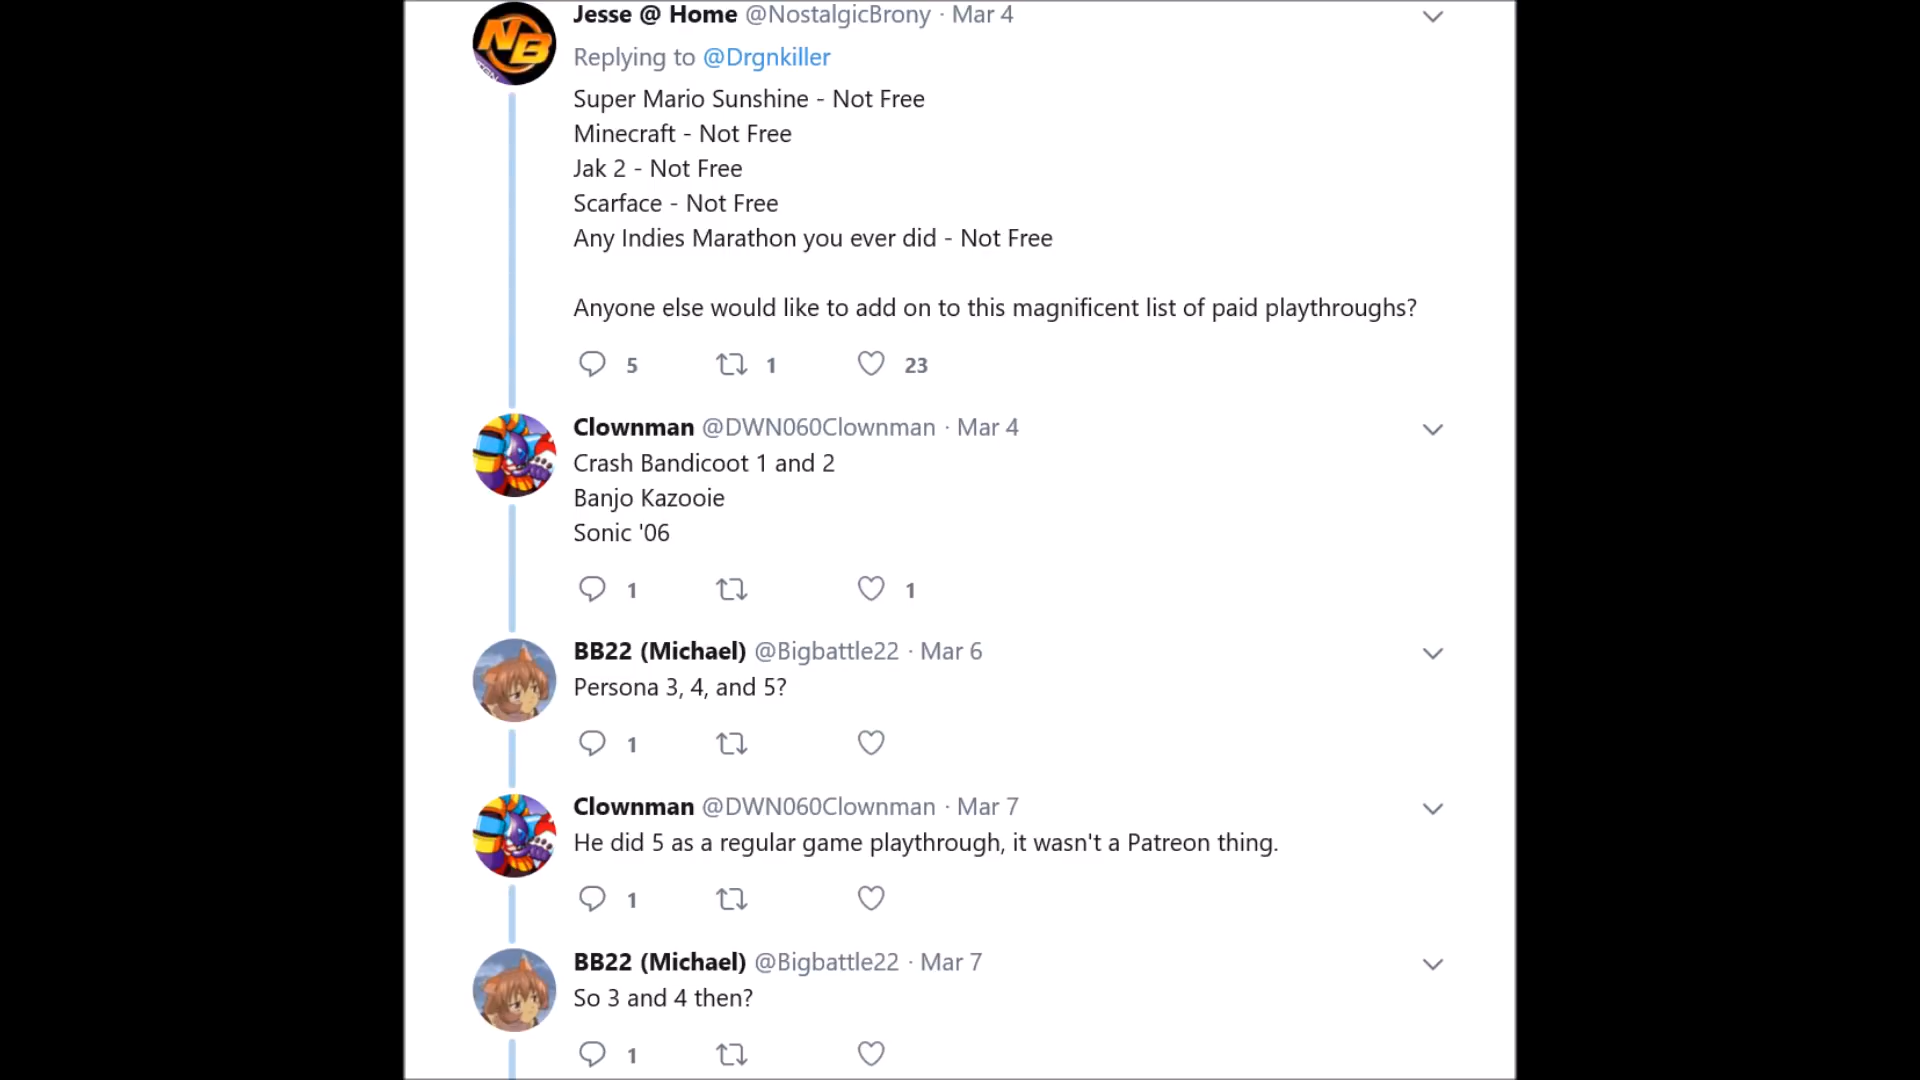 Jesse @ Home @NostalgicBrony · Mar 4
Replying to @Drgnkiller
Super Mario Sunshine - Not Free
Minecraft - Not Free
Jak 2 - Not Free
Scarface - Not Free
Any Indies Marathon you ever did - Not Free
Anyone else would like to add on to this magnificent list of paid playthroughs?
5 1 23
Clownman @DWN060Clownman · Mar 4
Crash Bandicoot 1 and 2
Banjo Kazooie
Sonic '06
1 1
BB22 (Michael) @Bigbattle22 · Mar 6
Persona 3, 4, and 5?
1
Clownman @DWN060Clownman · Mar 7
He did 5 as a regular game playthrough, it wasn't a Patreon thing.
1
BB22 (Michael) @Bigbattle22 · Mar 7
So 3 and 4 then?
1
NB